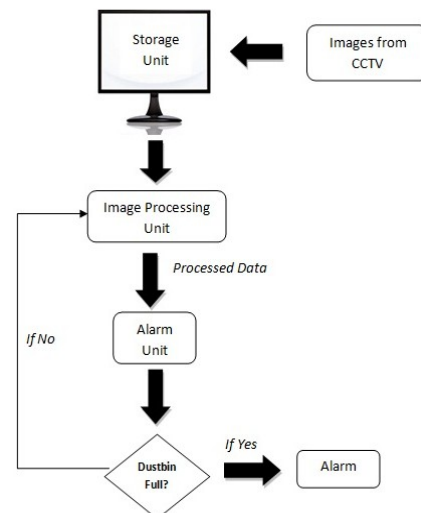 Storage
Unit
Images from
CCTV
Image Processing
Unit
Processed Data
Alarm
Unit
If No
Dustbin
Full?
If Yes
Alarm